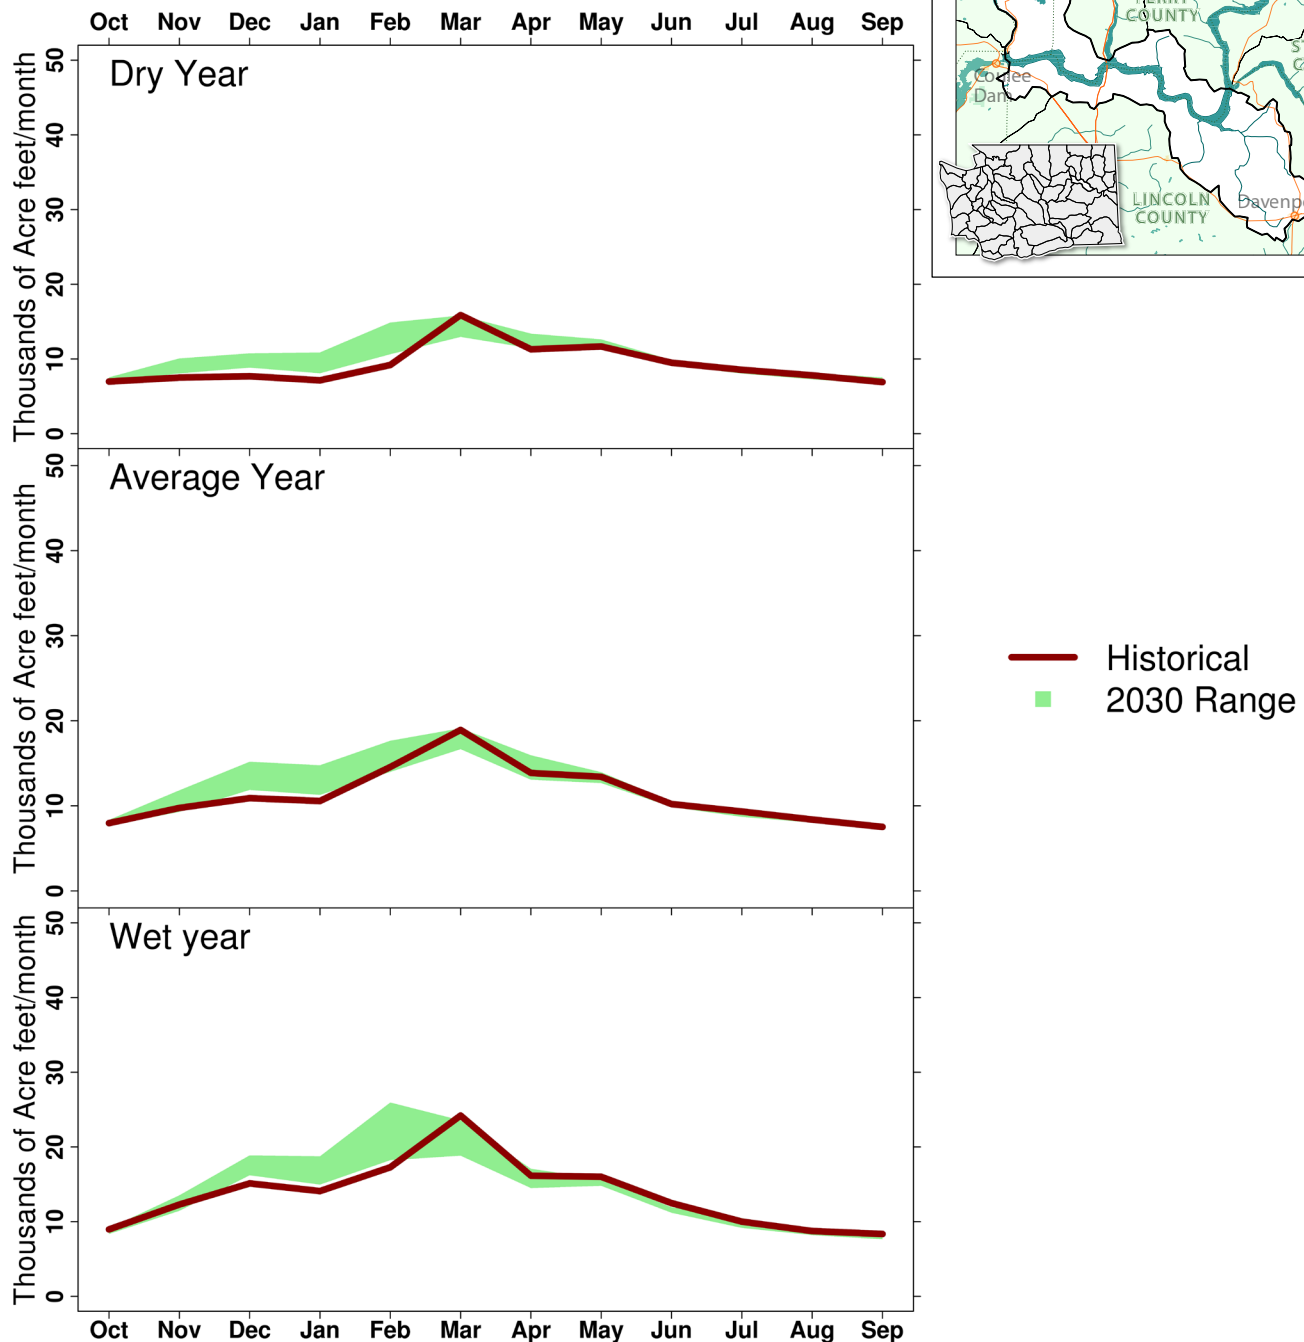 Oct Nov Dec Jan Feb Mar Apr May Jun Jul Aug Sep
Thousands of Acre feet/month
50
40
30
20
10
0
Dry Year
Thousands of Acre feet/month
50
40
30
20
10
0
Average Year
Thousands of Acre feet/month
50
40
30
20
10
0
Wet year
Oct Nov Dec Jan Feb Mar Apr May Jun Jul Aug Sep
COUNTY
Dam
LINCOLN
COUNTY
Davenp
Historical
2030 Range